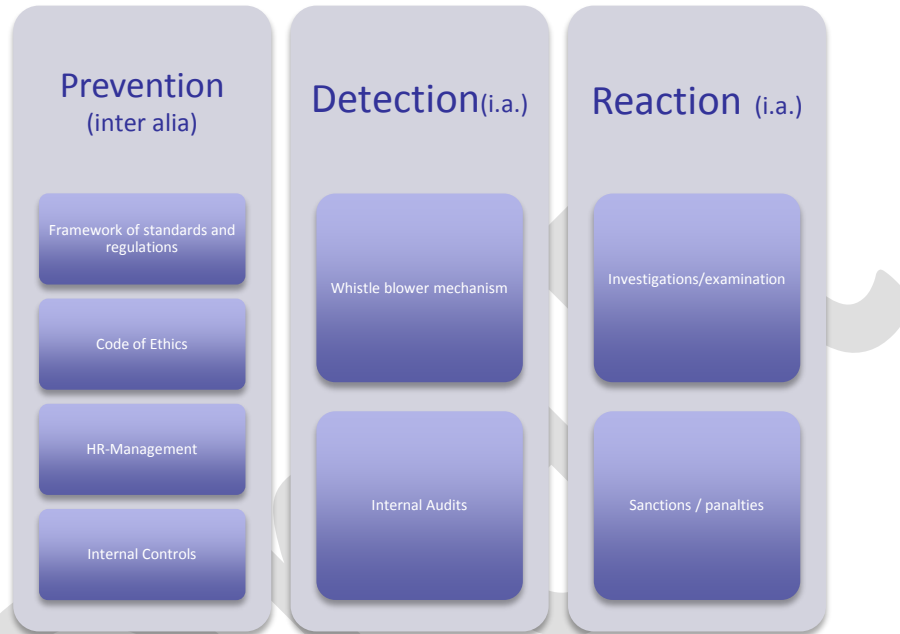 Prevention
(inter alia)
Framework of standards and
regulations
Code of Ethics
HR-Management
Internal Controls
Detection(i.a.)
Whistle blower mechanism
Internal Audits
Reaction (i.a.)
Investigations/examination
Sanctions / panalties